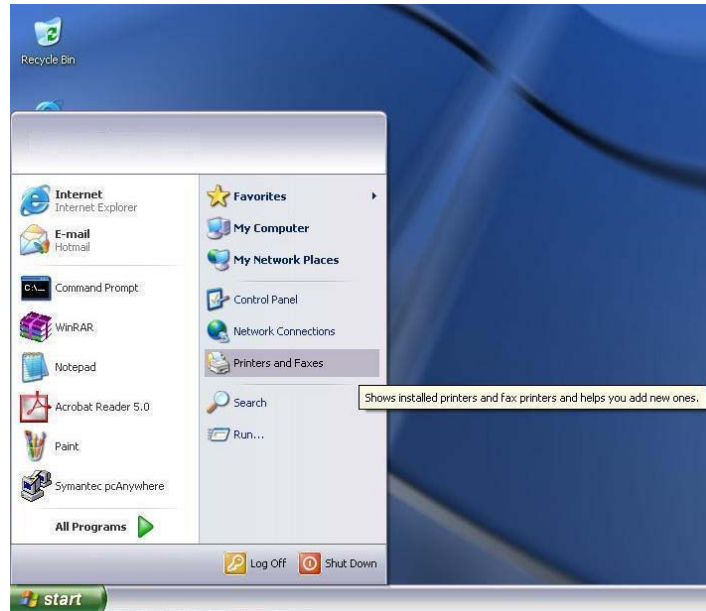 Recycle Bin
Internet
Internet Explorer
E-mail
Hotmail
C:\_
Command Prompt
WinRAR
Notepad
Acrobat Reader 5.0
Paint
Symantec pcAnywhere
All Programs
Favorites
My Computer
My Network Places
Control Panel
Network Connections
Printers and Faxes
Shows installed printers and fax printers and helps you add new ones.
Search
Run...
Log Off
Shut Down
start